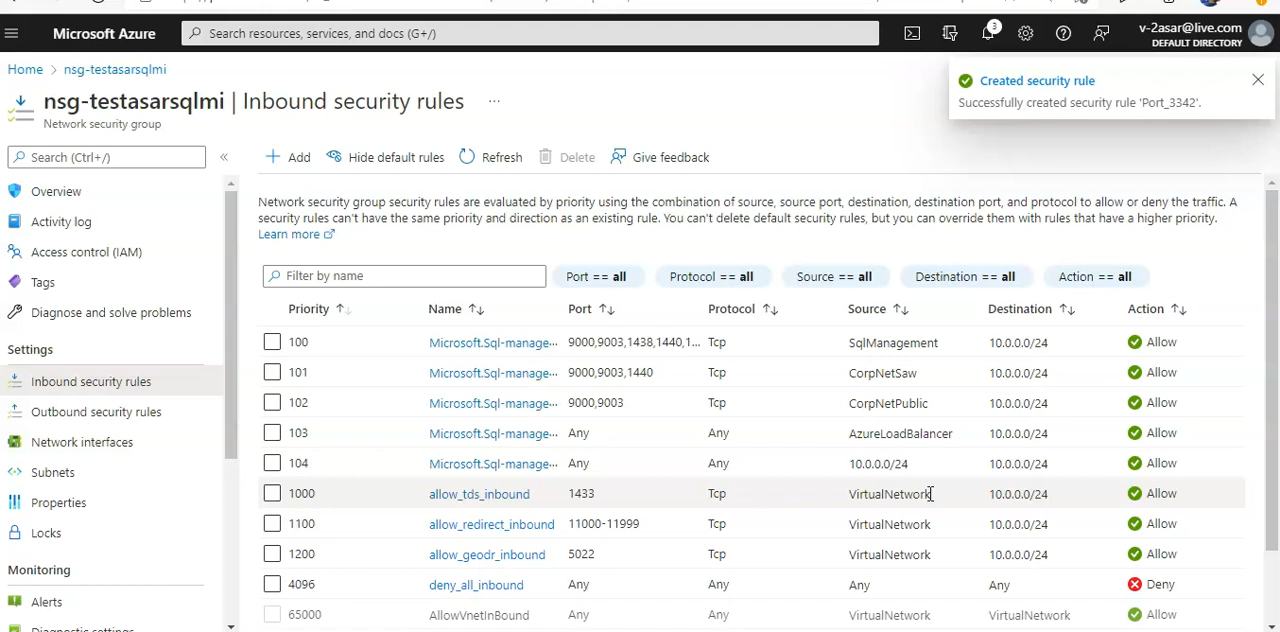 Microsoft Azure
Search resources, services, and docs (G+/)
3
v-2asar@live.com
DEFAULT DIRECTORY
Home > nsg-testasarsqlmi
nsg-testasarsqlmi | Inbound security rules ...
Network security group
Created security rule
Successfully created security rule 'Port_3342'.
Search (Ctrl+/)
«
Add
Hide default rules
Refresh
Delete
Give feedback
Overview
Activity log
Access control (IAM)
Tags
Diagnose and solve problems
Settings
Inbound security rules
Outbound security rules
Network interfaces
Subnets
Properties
Locks
Monitoring
Alerts
Network security group security rules are evaluated by priority using the combination of source, source port, destination, destination port, and protocol to allow or deny the traffic. A
security rules can't have the same priority and direction as an existing rule. You can't delete default security rules, but you can override them with rules that have a higher priority.
Learn more
Filter by name
Port == all
Protocol == all
Source == all
Destination == all
Action == all
Priority ↑↓ Name ↑↓ Port ↑↓ Protocol ↑↓ Source ↑↓ Destination ↑↓ Action ↑↓
100 Microsoft.Sql-manage... 9000,9003,1438,1440,1... Tcp SqlManagement 10.0.0.0/24 Allow
101 Microsoft.Sql-manage... 9000,9003,1440 Tcp CorpNetSaw 10.0.0.0/24 Allow
102 Microsoft.Sql-manage... 9000,9003 Tcp CorpNetPublic 10.0.0.0/24 Allow
103 Microsoft.Sql-manage... Any Any AzureLoadBalancer 10.0.0.0/24 Allow
104 Microsoft.Sql-manage... Any Any 10.0.0.0/24 10.0.0.0/24 Allow
1000 allow_tds_inbound 1433 Tcp VirtualNetwork 10.0.0.0/24 Allow
1100 allow_redirect_inbound 11000-11999 Tcp VirtualNetwork 10.0.0.0/24 Allow
1200 allow_geodr_inbound 5022 Tcp VirtualNetwork 10.0.0.0/24 Allow
4096 deny_all_inbound Any Any Any Any Deny
65000 AllowVnetInBound Any Any VirtualNetwork VirtualNetwork Allow